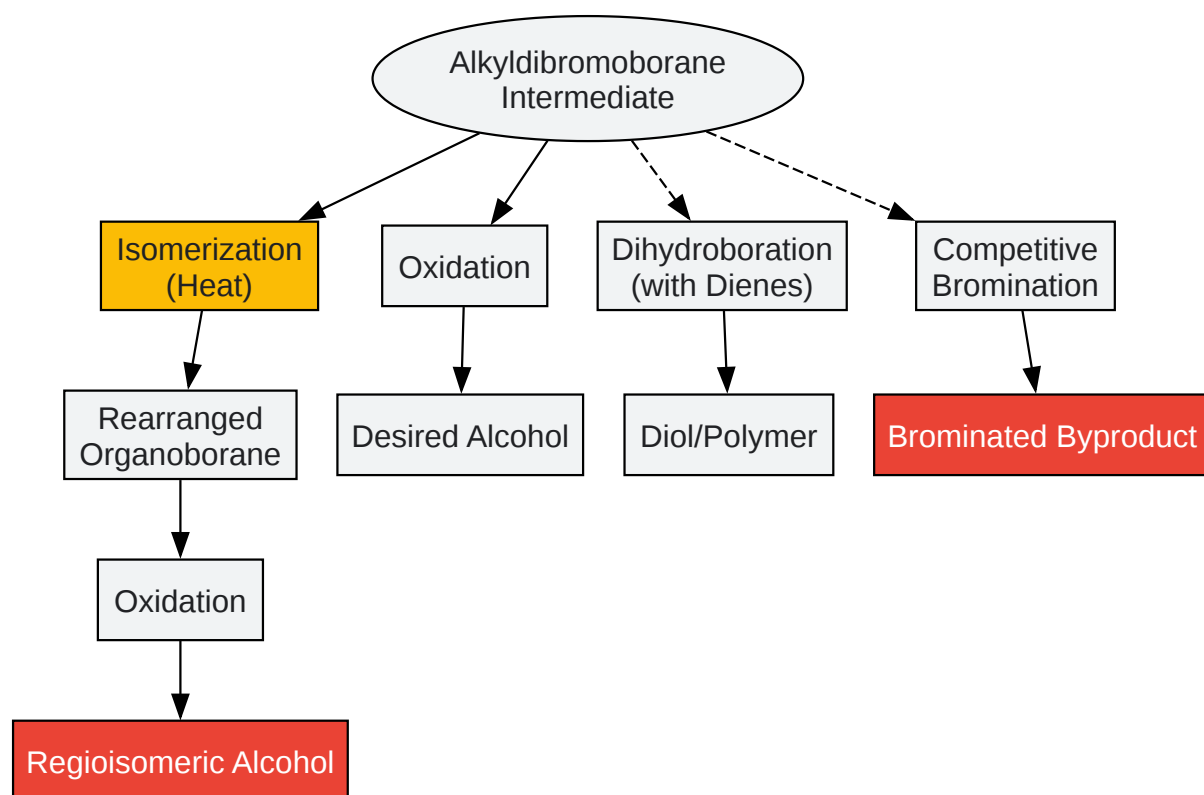 Alkyldibromoborane
Intermediate
Isomerization
(Heat)
Oxidation
Dihydroboration
(with Dienes)
Competitive
Bromination
Rearranged
Organoborane
Desired Alcohol
Diol/Polymer
Brominated Byproduct
Oxidation
Regioisomeric Alcohol